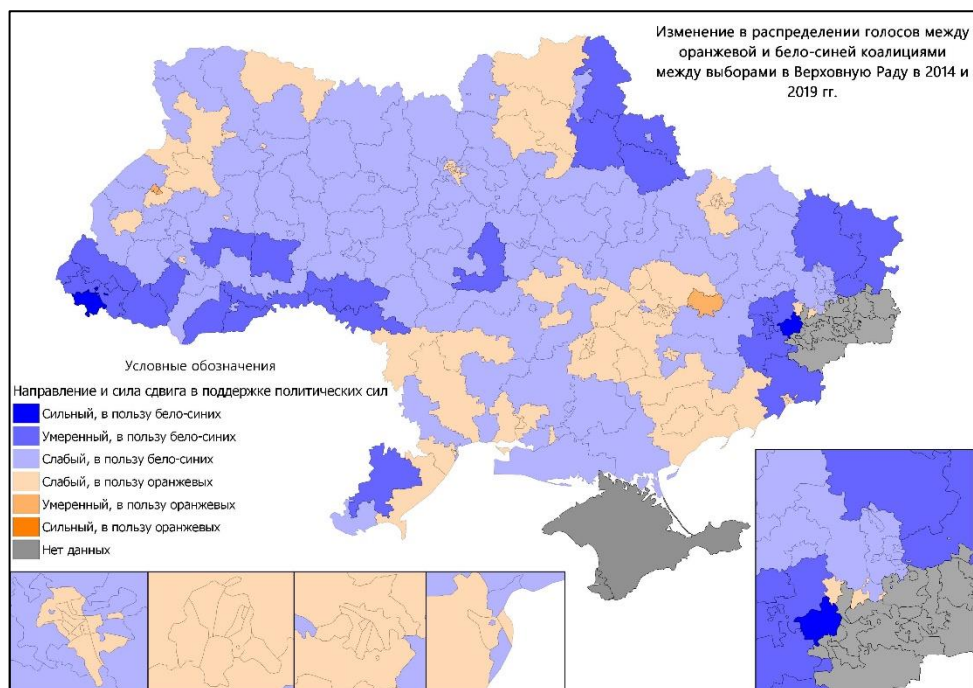 Изменение в распределении голосов между
оранжевой и бело-синей коалициями
между выборами в Верховную Раду в 2014 и
2019 гг.
Условные обозначения
Направление и сила сдвига в поддержке политических сил
Сильный, в пользу бело-синих
Умеренный, в пользу бело-синих
Слабый, в пользу бело-синих
Слабый, в пользу оранжевых
Умеренный, в пользу оранжевых
Сильный, в пользу оранжевых
Нет данных